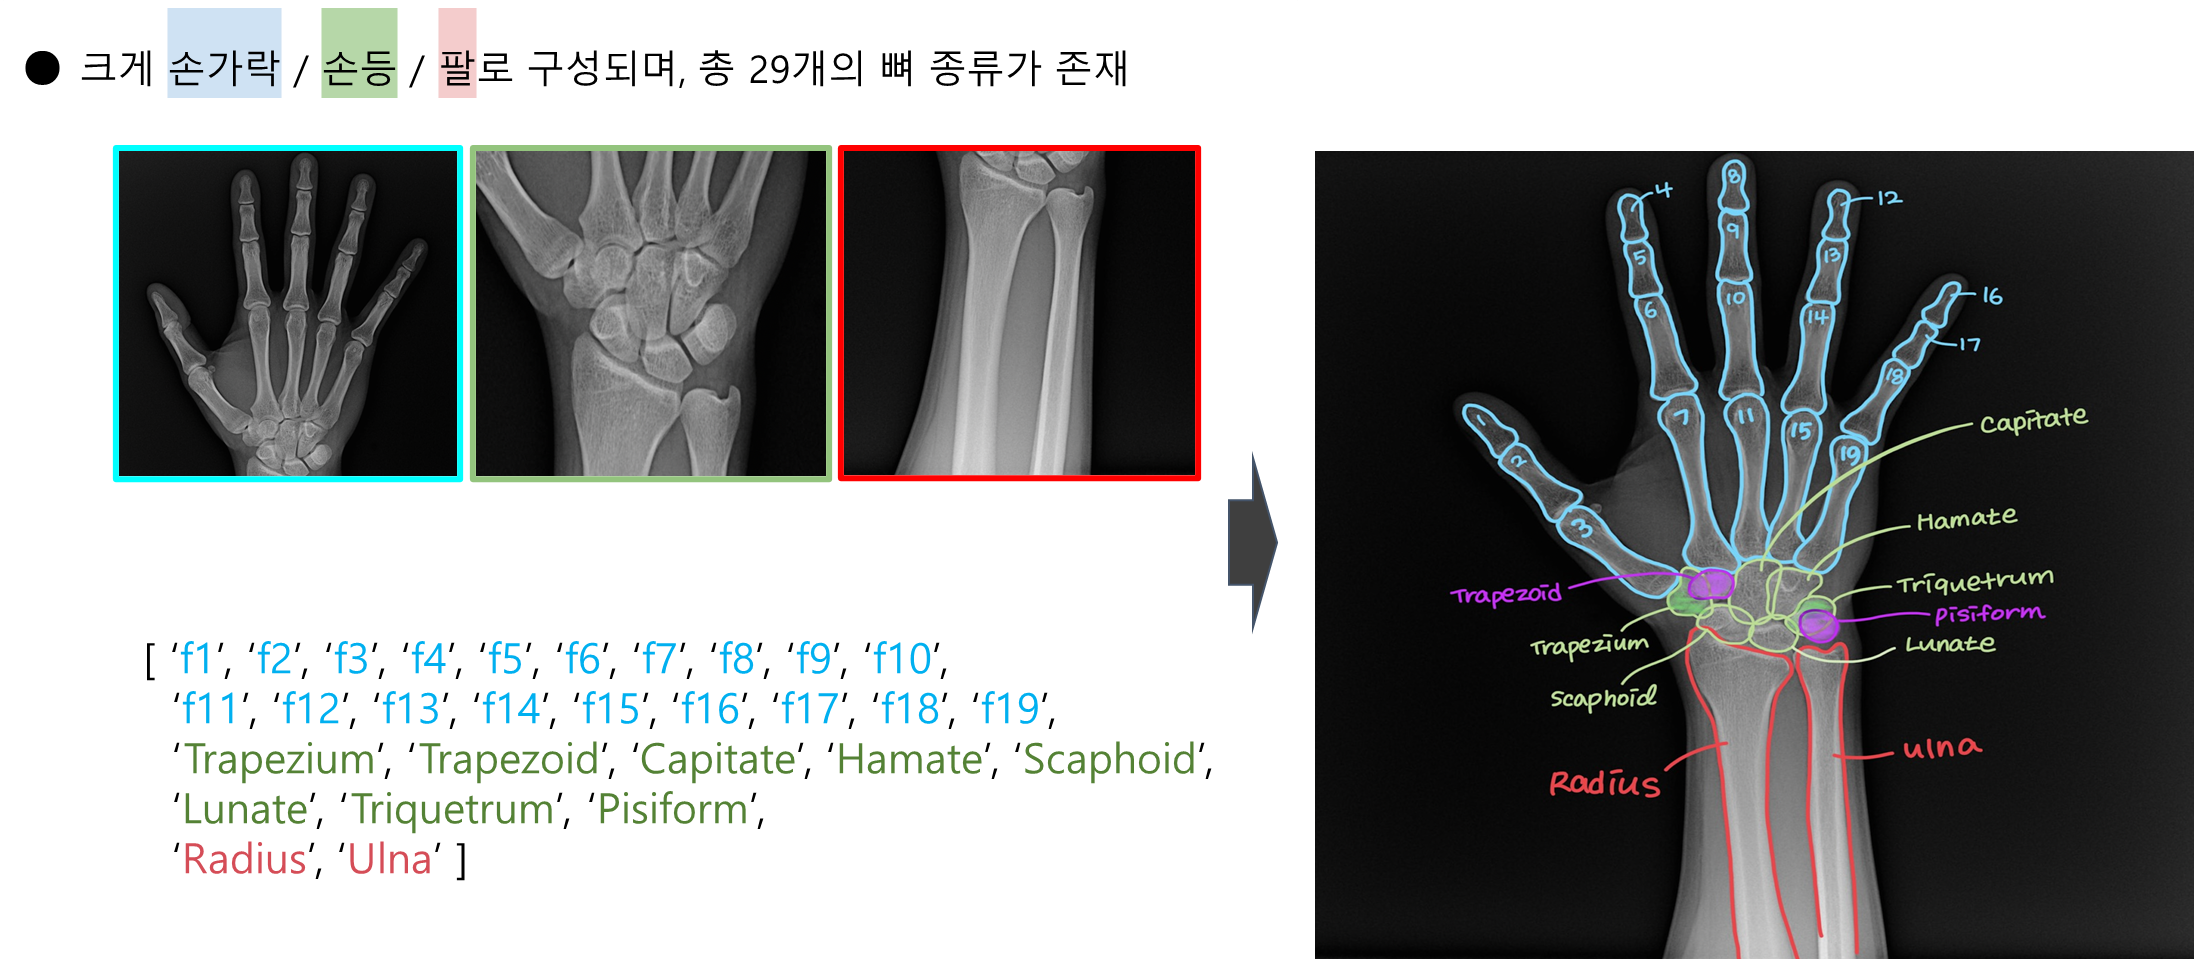 ● 크게 손가락 / 손등 / 팔로 구성되며, 총 29개의 뼈 종류가 존재
[ ‘f1’, ‘f2’, ‘f3’, ‘f4’, ‘f5’, ‘f6’, ‘f7’, ‘f8’, ‘f9’, ‘f10’,
‘f11’, ‘f12’, ‘f13’, ‘f14’, ‘f15’, ‘f16’, ‘f17’, ‘f18’, ‘f19’,
‘Trapezium’, ‘Trapezoid’, ‘Capitate’, ‘Hamate’, ‘Scaphoid’,
‘Lunate’, ‘Triquetrum’, ‘Pisiform’,
‘Radius’, ‘Ulna’ ]
1
2
3
4
5
6
7
8
9
10
11
12
13
14
15
16
17
18
19
Capitate
Hamate
Triquetrum
Pisiform
Lunate
Trapezoid
Trapezium
Scaphoid
Radius
ulna